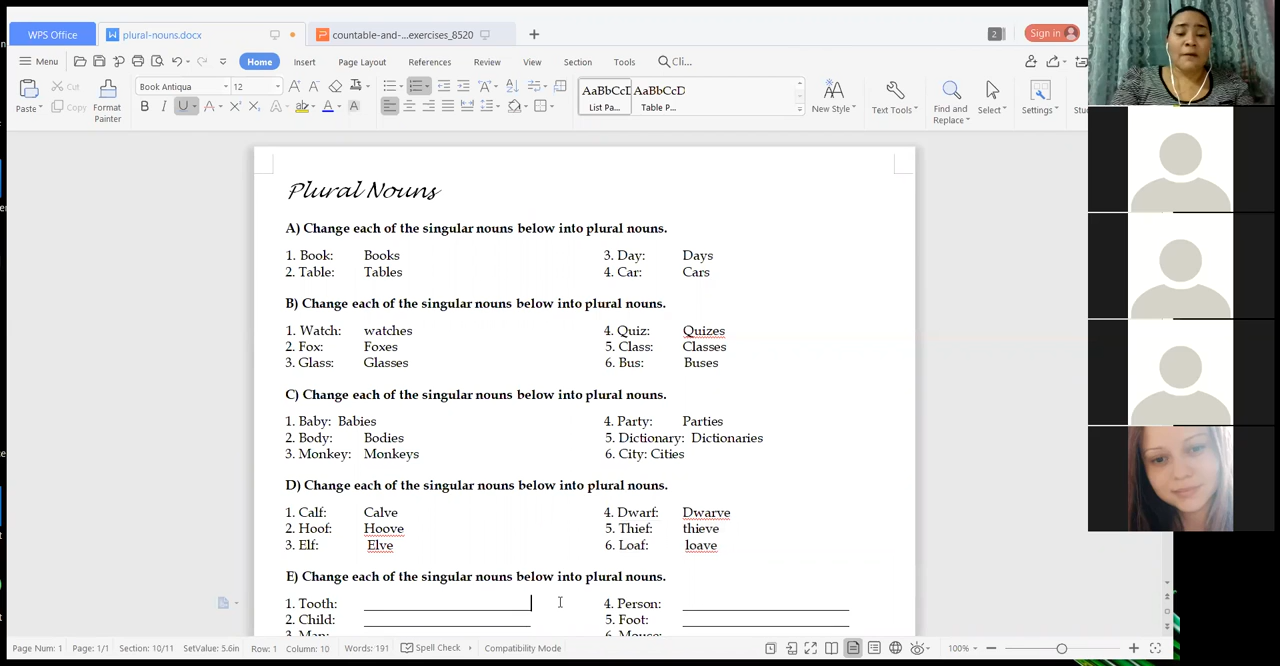 WPS Office
plural-nouns.docx
countable-and-...exercises_8520
2
Sign in
Menu
Home
Insert
Page Layout
References
Review
View
Section
Tools
Cli...
Paste
Cut
Copy
Format Painter
Book Antiqua
12
AaBbCcI
List Pa...
AaBbCcD
Table P...
New Style
Text Tools
Find and Replace
Select
Settings
Plural Nouns
A) Change each of the singular nouns below into plural nouns.
1. Book: Books 3. Day: Days
2. Table: Tables 4. Car: Cars
B) Change each of the singular nouns below into plural nouns.
1. Watch: watches 4. Quiz: Quizes
2. Fox: Foxes 5. Class: Classes
3. Glass: Glasses 6. Bus: Buses
C) Change each of the singular nouns below into plural nouns.
1. Baby: Babies 4. Party: Parties
2. Body: Bodies 5. Dictionary: Dictionaries
3. Monkey: Monkeys 6. City: Cities
D) Change each of the singular nouns below into plural nouns.
1. Calf: Calve 4. Dwarf: Dwarve
2. Hoof: Hoove 5. Thief: thieve
3. Elf: Elve 6. Loaf: loave
E) Change each of the singular nouns below into plural nouns.
1. Tooth: 4. Person:
2. Child: 5. Foot:
3. Man: 6. Mouse:
Page Num: 1 Page: 1/1 Section: 10/11 SetValue: 5.6in Row: 1 Column: 10 Words: 191 Spell Check Compatibility Mode 100%